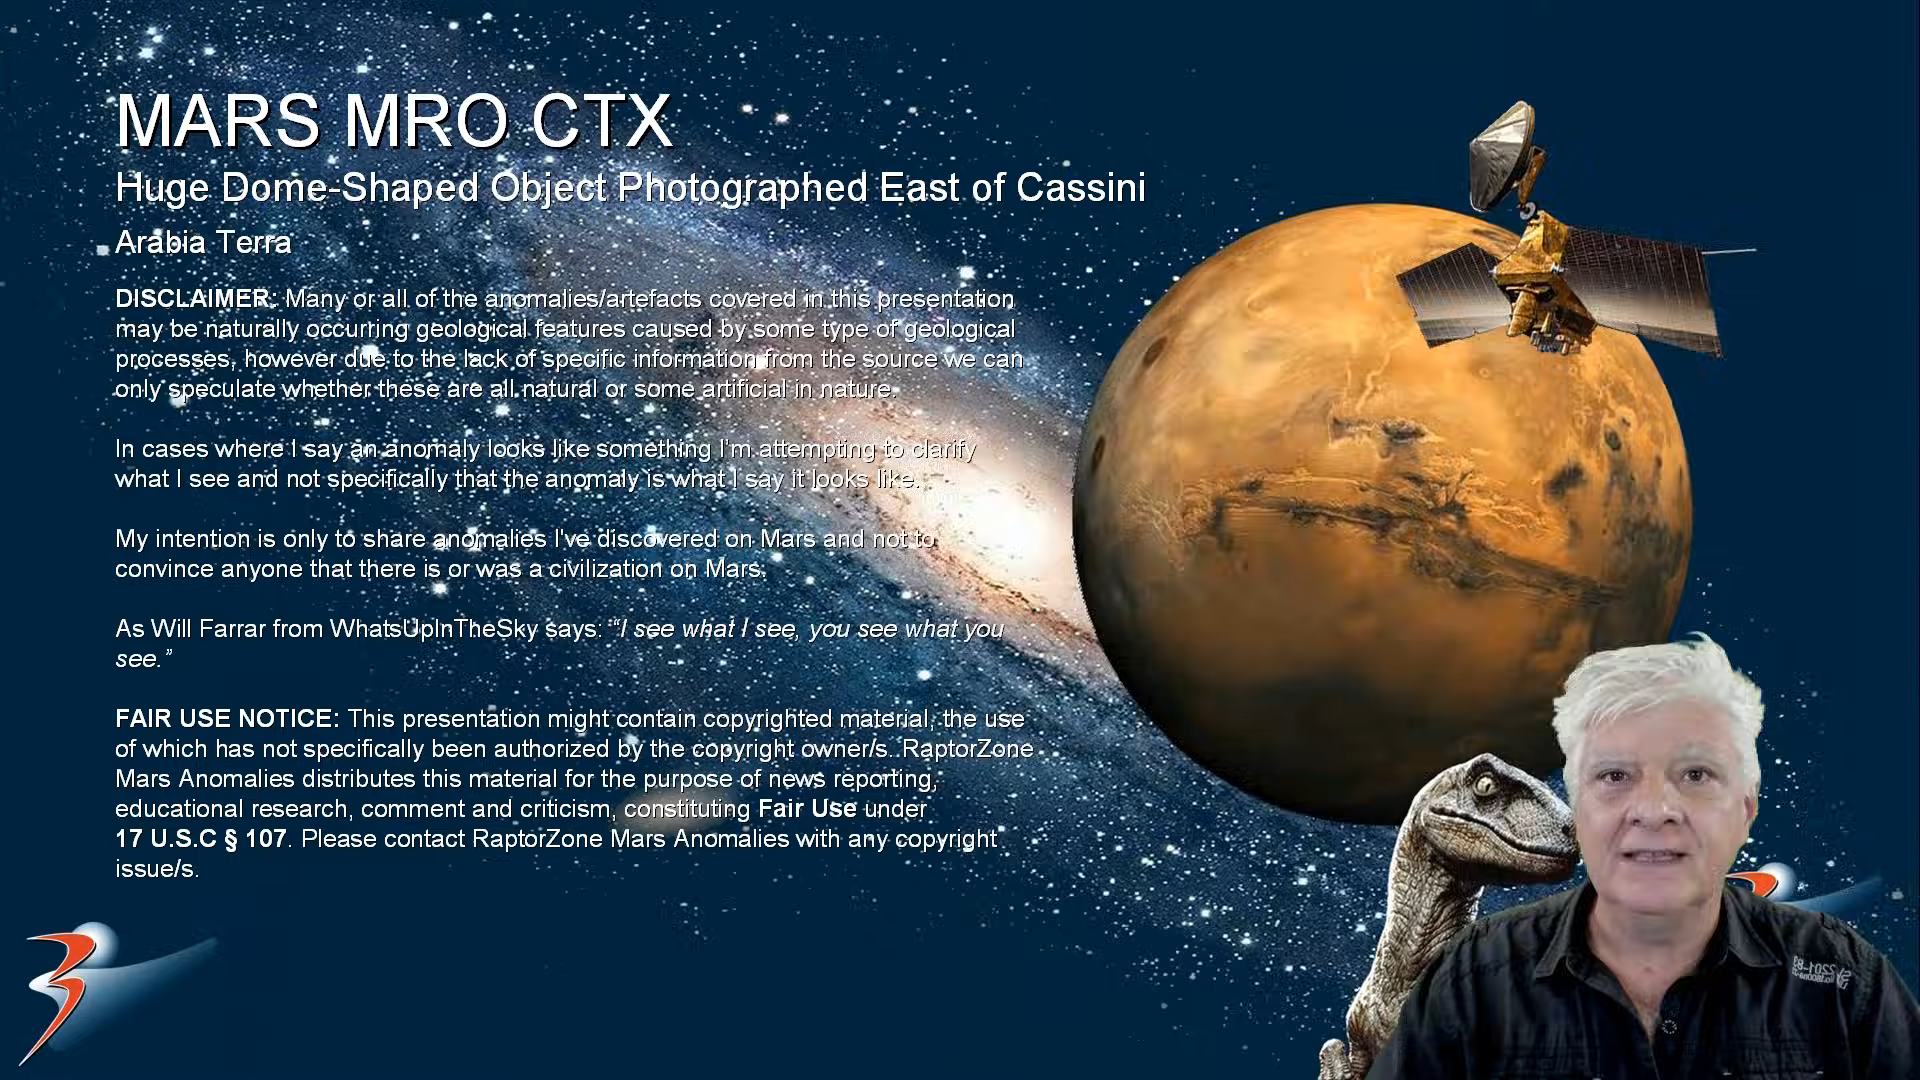 MARS MRO CTX
Huge Dome-Shaped Object Photographed East of Cassini
Arabia Terra
DISCLAIMER: Many or all of the anomalies/artefacts covered in this presentation
may be naturally occurring geological features caused by some type of geological
processes, however due to the lack of specific information from the source we can
only speculate whether these are all natural or some artificial in nature.
In cases where I say an anomaly looks like something I'm attempting to clarify
what I see and not specifically that the anomaly is what I say it looks like.
My intention is only to share anomalies I've discovered on Mars and not to
convince anyone that there is or was a civilization on Mars.
As Will Farrar from WhatsUpInTheSky says: “I see what I see, you see what you
see.”
FAIR USE NOTICE: This presentation might contain copyrighted material, the use
of which has not specifically been authorized by the copyright owner/s. RaptorZone
Mars Anomalies distributes this material for the purpose of news reporting,
educational research, comment and criticism, constituting Fair Use under
17 U.S.C § 107. Please contact RaptorZone Mars Anomalies with any copyright
issue/s.